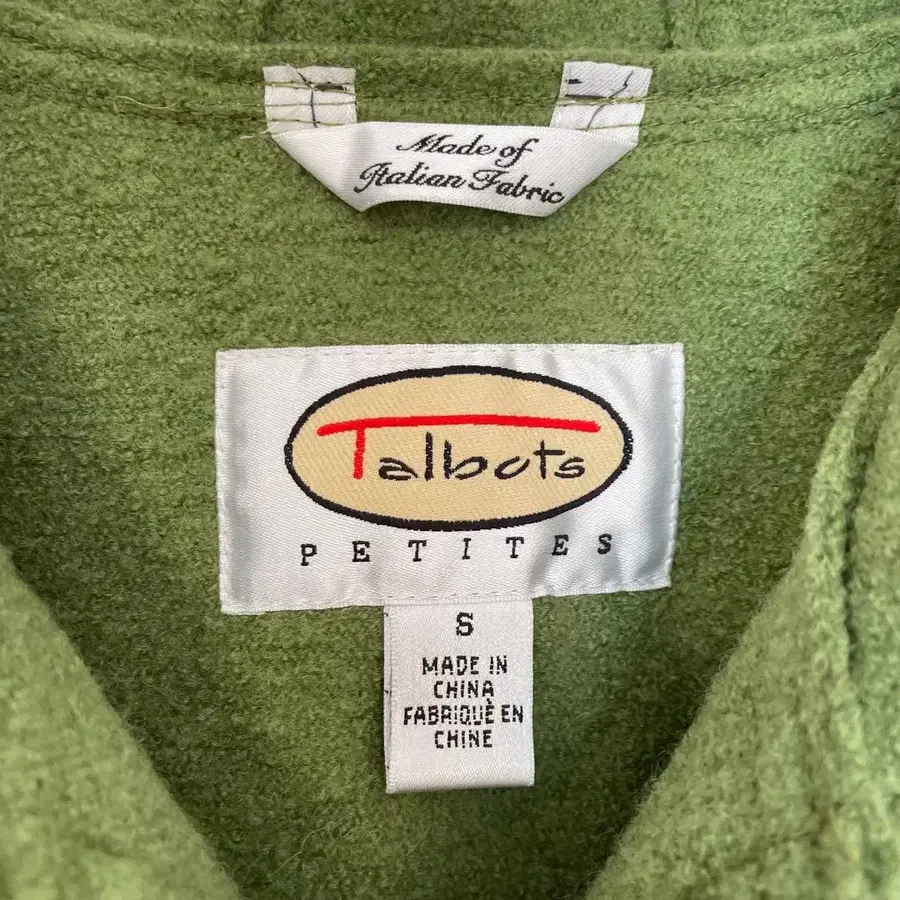 Made of
Italian Fabric
Talbots
PETITES
S
MADE IN
CHINA
FABRIQUÈ EN
CHINE